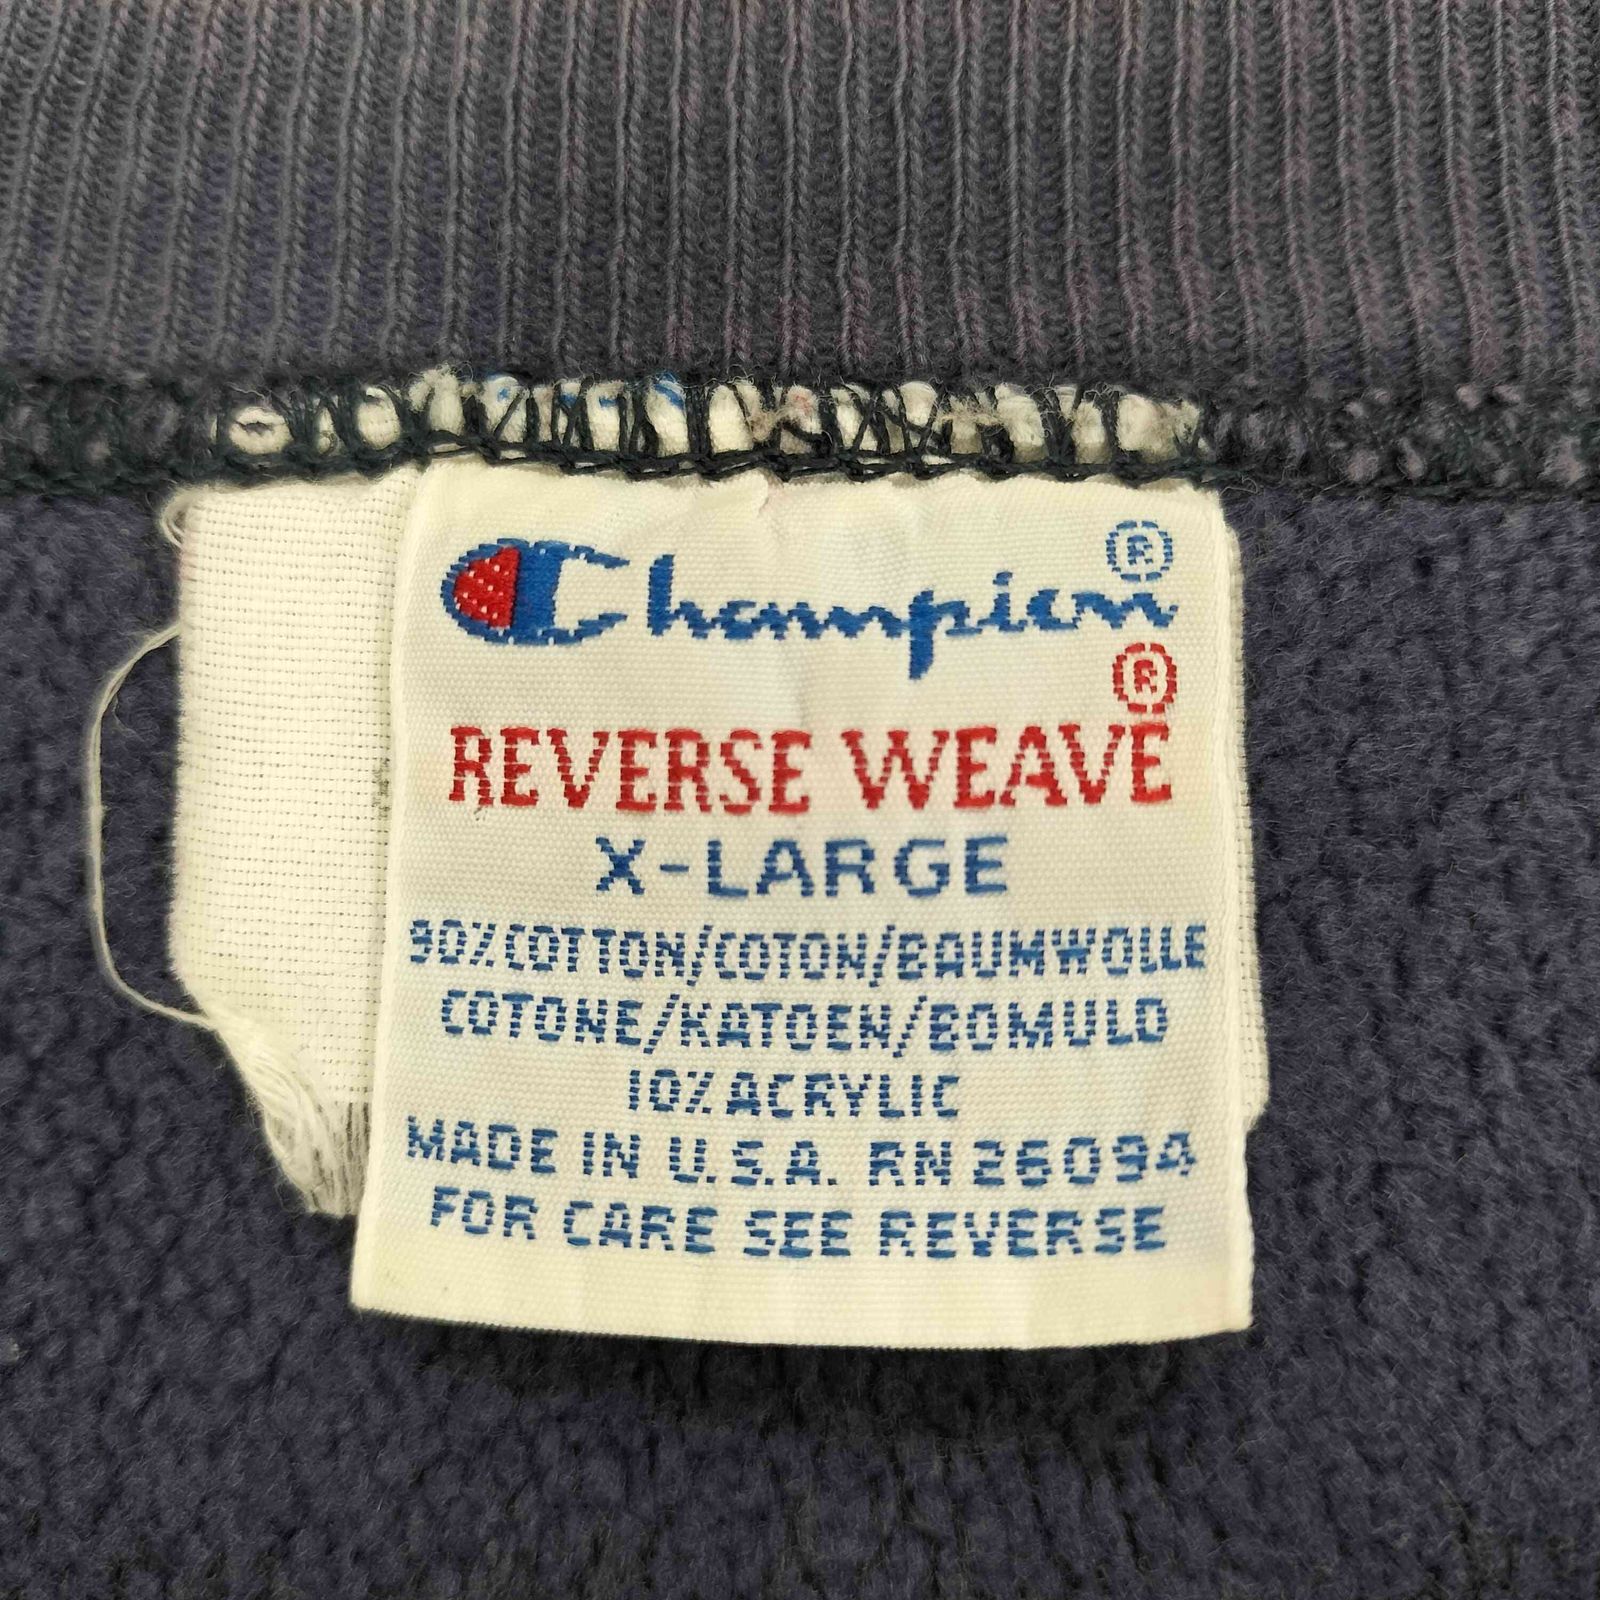 Champion®
REVERSE WEAVE®
X-LARGE
90% COTTON/COTON/BAUMWOLLE
COTONE/KATOEN/BOMULD
10% ACRYLIC
MADE IN U.S.A. RN 26094
FOR CARE SEE REVERSE